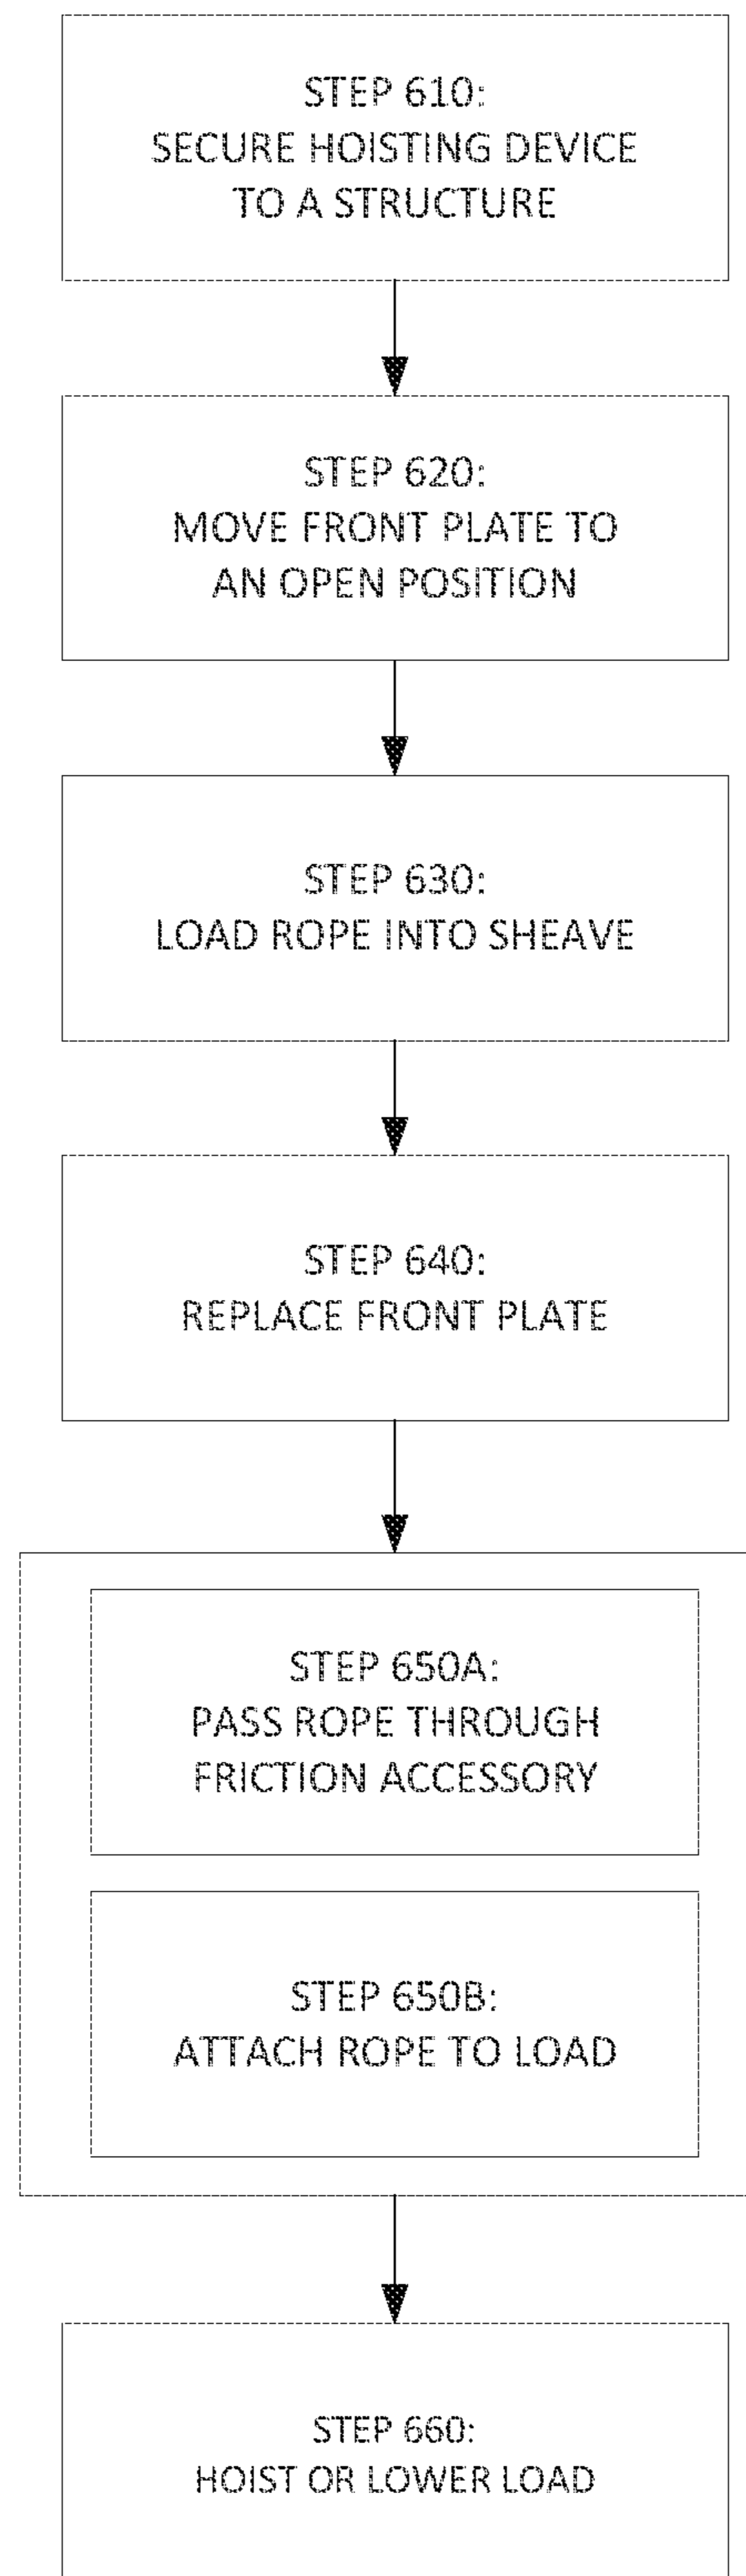 STEP 610:
SECURE HOISTING DEVICE
TO A STRUCTURE
STEP 620:
MOVE FRONT PLATE TO
AN OPEN POSITION
STEP 630:
LOAD ROPE INTO SHEAVE
STEP 640:
REPLACE FRONT PLATE
STEP 650A:
PASS ROPE THROUGH
FRICTION ACCESSORY
STEP 650B:
ATTACH ROPE TO LOAD
STEP 660:
HOIST OR LOWER LOAD